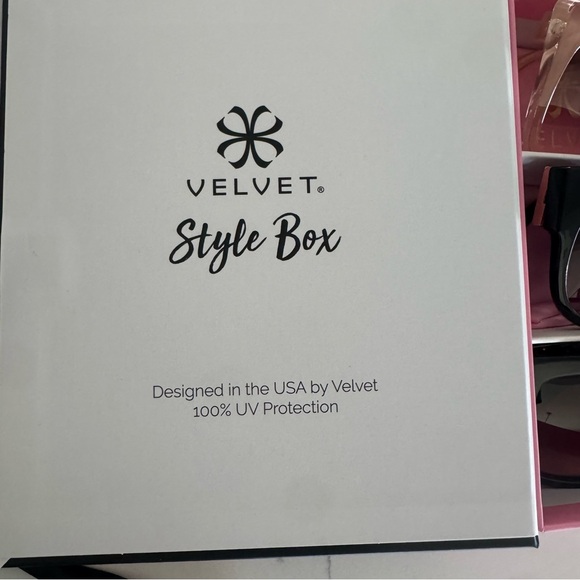 VELVET®
Style Box
Designed in the USA by Velvet
100% UV Protection